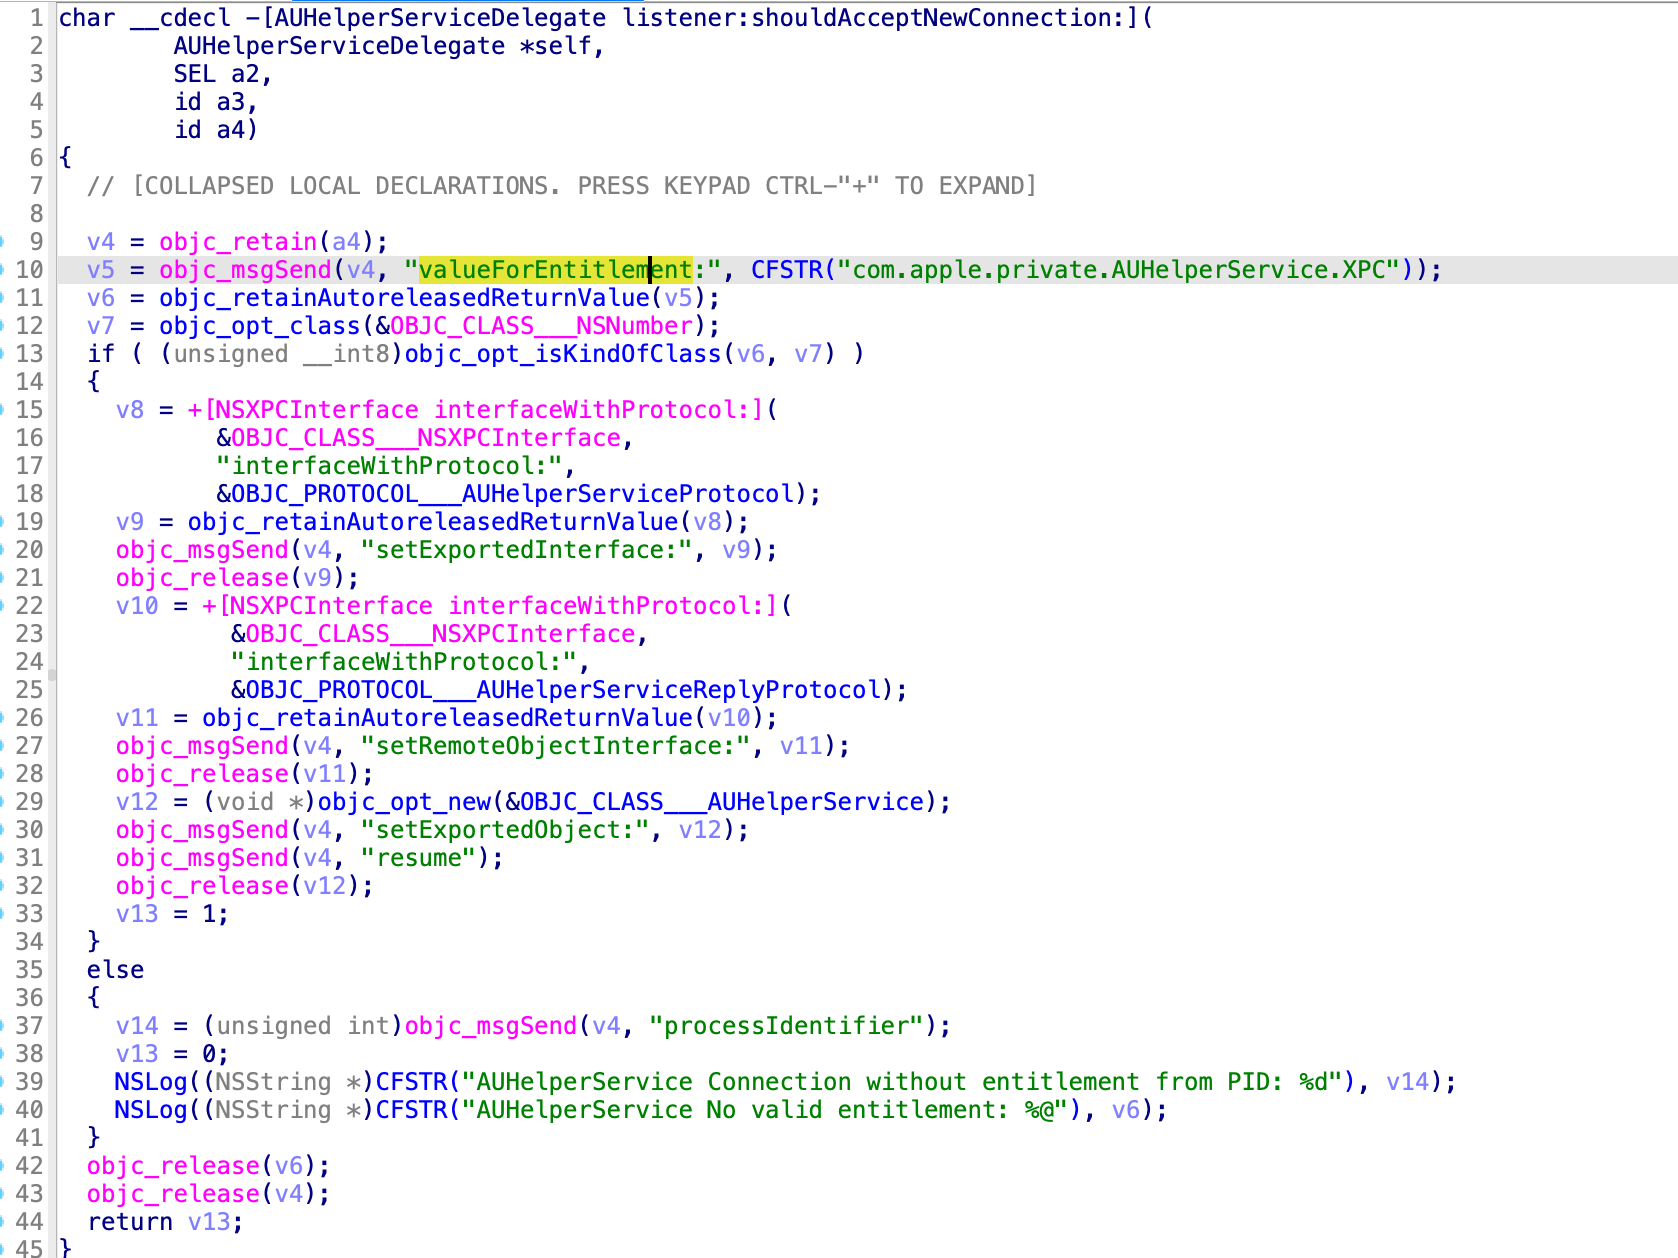 1 char __cdecl -[AUHelperServiceDelegate listener:shouldAcceptNewConnection:](
2         AUHelperServiceDelegate *self,
3         SEL a2,
4         id a3,
5         id a4)
6 {
7   // [COLLAPSED LOCAL DECLARATIONS. PRESS KEYPAD CTRL-"+" TO EXPAND]
8
9   v4 = objc_retain(a4);
10   v5 = objc_msgSend(v4, "valueForEntitlement:", CFSTR("com.apple.private.AUHelperService.XPC"));
11   v6 = objc_retainAutoreleasedReturnValue(v5);
12   v7 = objc_opt_class(&OBJC_CLASS___NSNumber);
13   if ( (unsigned __int8)objc_opt_isKindOfClass(v6, v7) )
14   {
15     v8 = +[NSXPCInterface interfaceWithProtocol:](
16            &OBJC_CLASS___NSXPCInterface,
17            "interfaceWithProtocol:",
18            &OBJC_PROTOCOL___AUHelperServiceProtocol);
19     v9 = objc_retainAutoreleasedReturnValue(v8);
20     objc_msgSend(v4, "setExportedInterface:", v9);
21     objc_release(v9);
22     v10 = +[NSXPCInterface interfaceWithProtocol:](
23             &OBJC_CLASS___NSXPCInterface,
24             "interfaceWithProtocol:",
25             &OBJC_PROTOCOL___AUHelperServiceReplyProtocol);
26     v11 = objc_retainAutoreleasedReturnValue(v10);
27     objc_msgSend(v4, "setRemoteObjectInterface:", v11);
28     objc_release(v11);
29     v12 = (void *)objc_opt_new(&OBJC_CLASS___AUHelperService);
30     objc_msgSend(v4, "setExportedObject:", v12);
31     objc_msgSend(v4, "resume");
32     objc_release(v12);
33     v13 = 1;
34   }
35   else
36   {
37     v14 = (unsigned int)objc_msgSend(v4, "processIdentifier");
38     v13 = 0;
39     NSLog((NSString *)CFSTR("AUHelperService Connection without entitlement from PID: %d"), v14);
40     NSLog((NSString *)CFSTR("AUHelperService No valid entitlement: %@"), v6);
41   }
42   objc_release(v6);
43   objc_release(v4);
44   return v13;
45 }